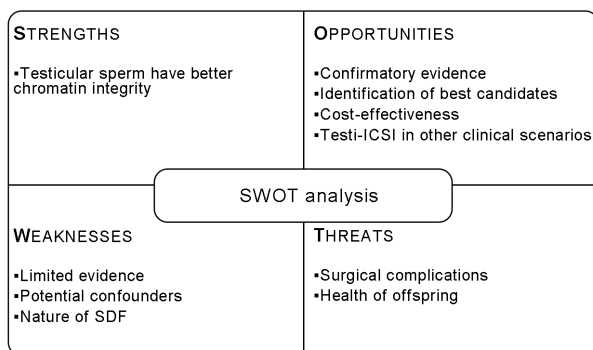 STRENGTHS
▪Testicular sperm have better
chromatin integrity
OPPORTUNITIES
▪Confirmatory evidence
▪Identification of best candidates
▪Cost-effectiveness
▪Testi-ICSI in other clinical scenarios
SWOT analysis
WEAKNESSES
▪Limited evidence
▪Potential confounders
▪Nature of SDF
THREATS
▪Surgical complications
▪Health of offspring